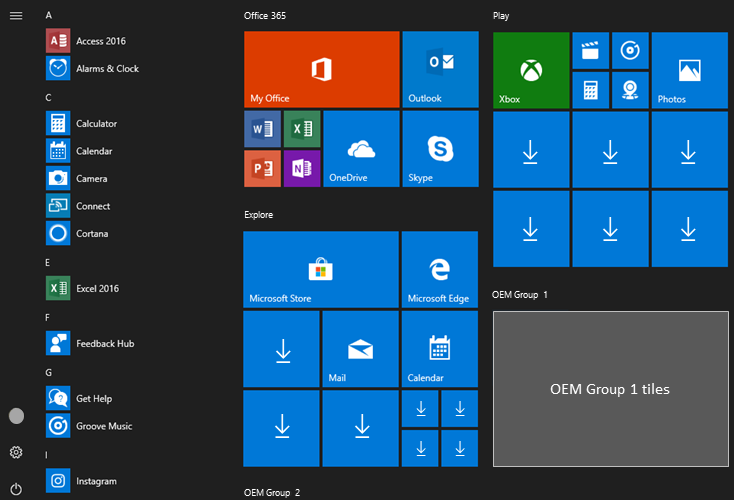 A
Access 2016
Alarms & Clock
C
Calculator
Calendar
Camera
Connect
Cortana
E
Excel 2016
F
Feedback Hub
G
Get Help
Groove Music
I
Instagram
Office 365
My Office
Outlook
OneDrive
Skype
Explore
Microsoft Store
Microsoft Edge
Mail
Calendar
OEM Group 2
Play
Xbox
Photos
OEM Group 1
OEM Group 1 tiles